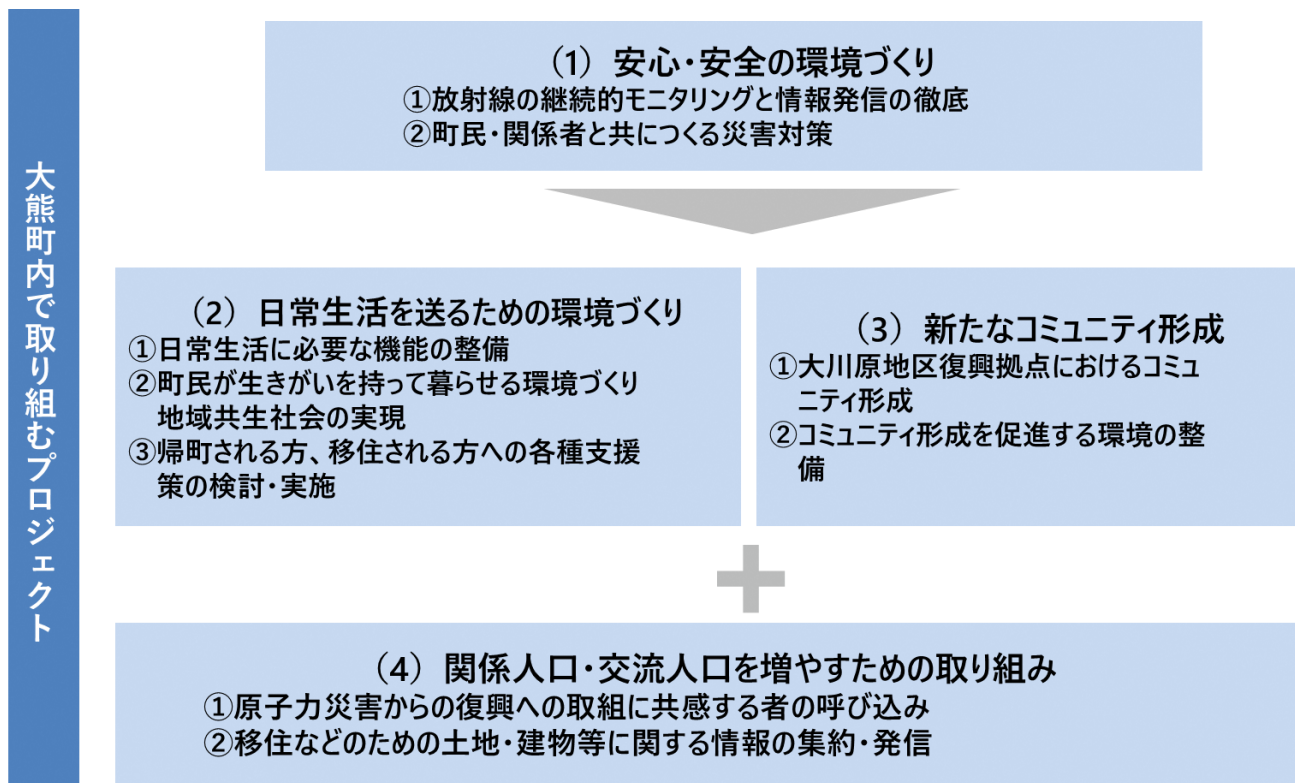 大熊町内で取り組むプロジェクト
（1）安心・安全の環境づくり
①放射線の継続的モニタリングと情報発信の徹底
②町民・関係者と共につくる災害対策
（2）日常生活を送るための環境づくり
①日常生活に必要な機能の整備
②町民が生きがいを持って暮らせる環境づくり
地域共生社会の実現
③帰町される方、移住される方への各種支援
策の検討・実施
（3）新たなコミュニティ形成
①大川原地区復興拠点におけるコミュ
ニティ形成
②コミュニティ形成を促進する環境の整
備
（4）関係人口・交流人口を増やすための取り組み
①原子力災害からの復興への取組に共感する者の呼び込み
②移住などのための土地・建物等に関する情報の集約・発信